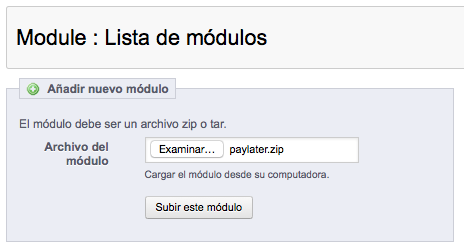 Module : Lista de módulos
Añadir nuevo módulo
El módulo debe ser un archivo zip o tar.
Archivo del módulo
Examinar... paylater.zip
Cargar el módulo desde su computadora.
Subir este módulo